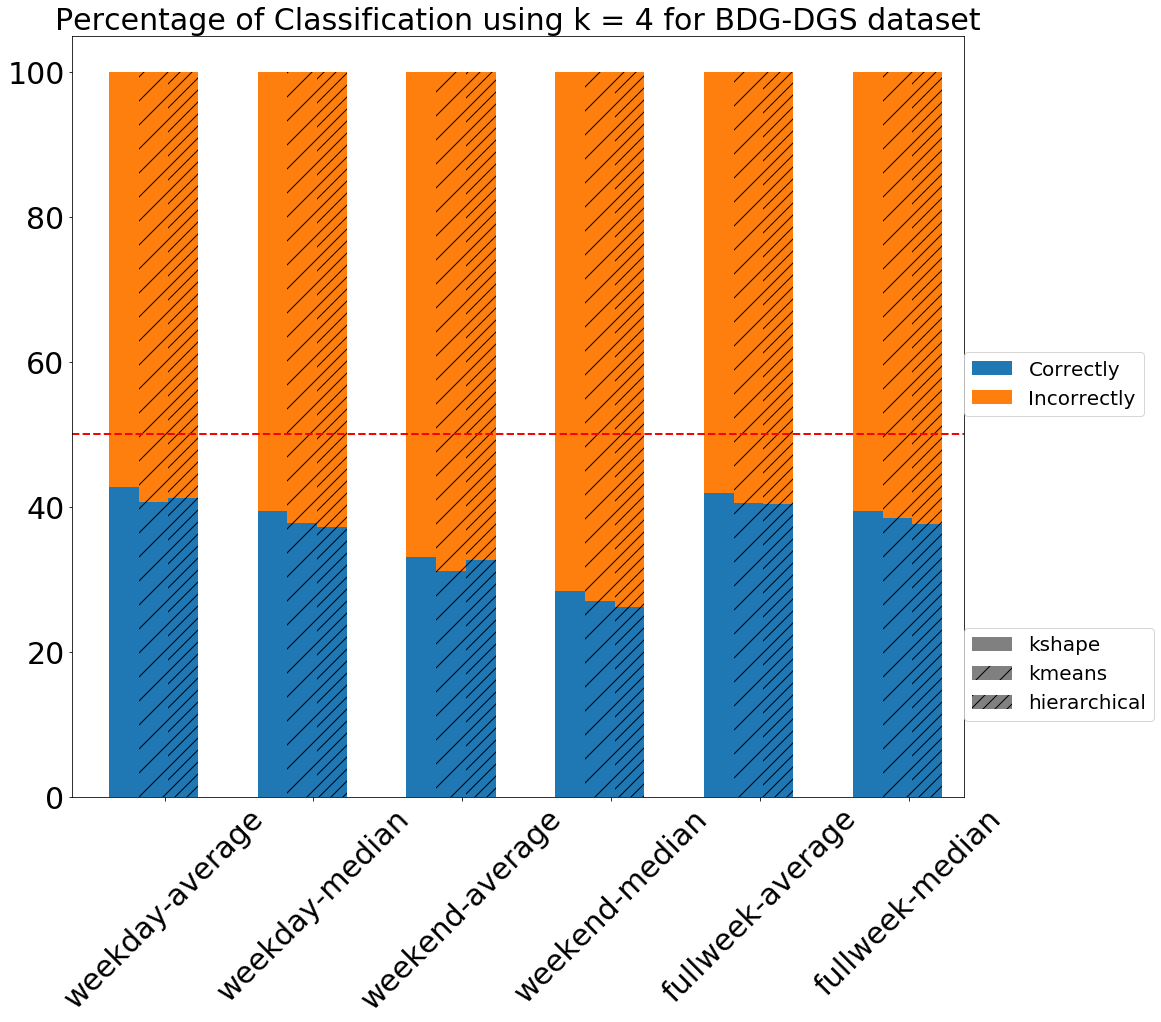 Percentage of Classification using k = 4 for BDG-DGS dataset
100
80
60
40
20
0
weekday-average
weekday-median
weekend-average
weekend-median
fullweek-average
fullweek-median
Correctly
Incorrectly
kshape
kmeans
hierarchical